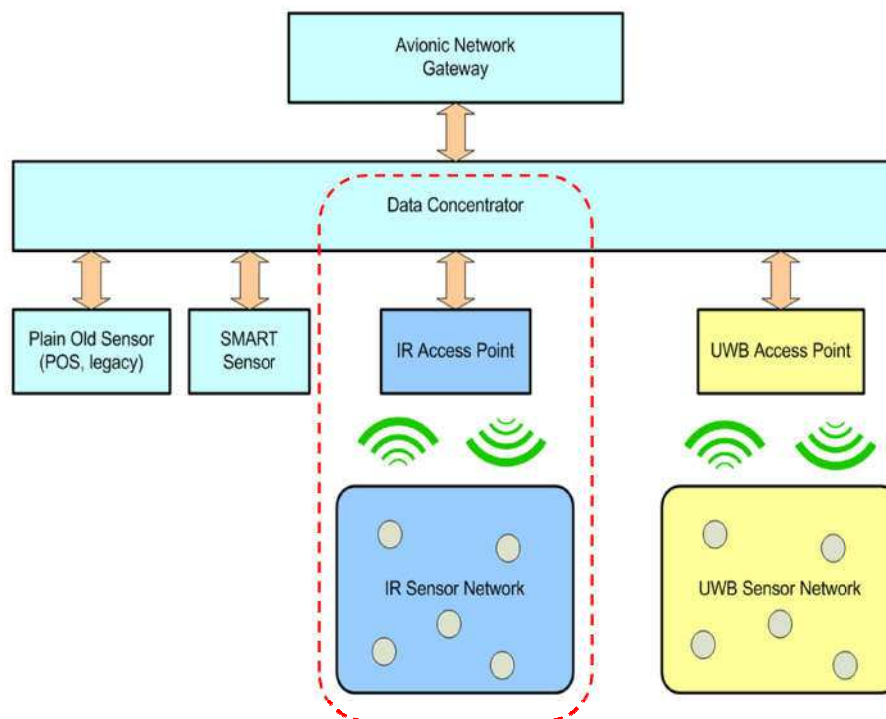 Avionic Network
Gateway
Data Concentrator
Plain Old Sensor
(POS, legacy)
SMART
Sensor
IR Access Point
UWB Access Point
IR Sensor Network
UWB Sensor Network